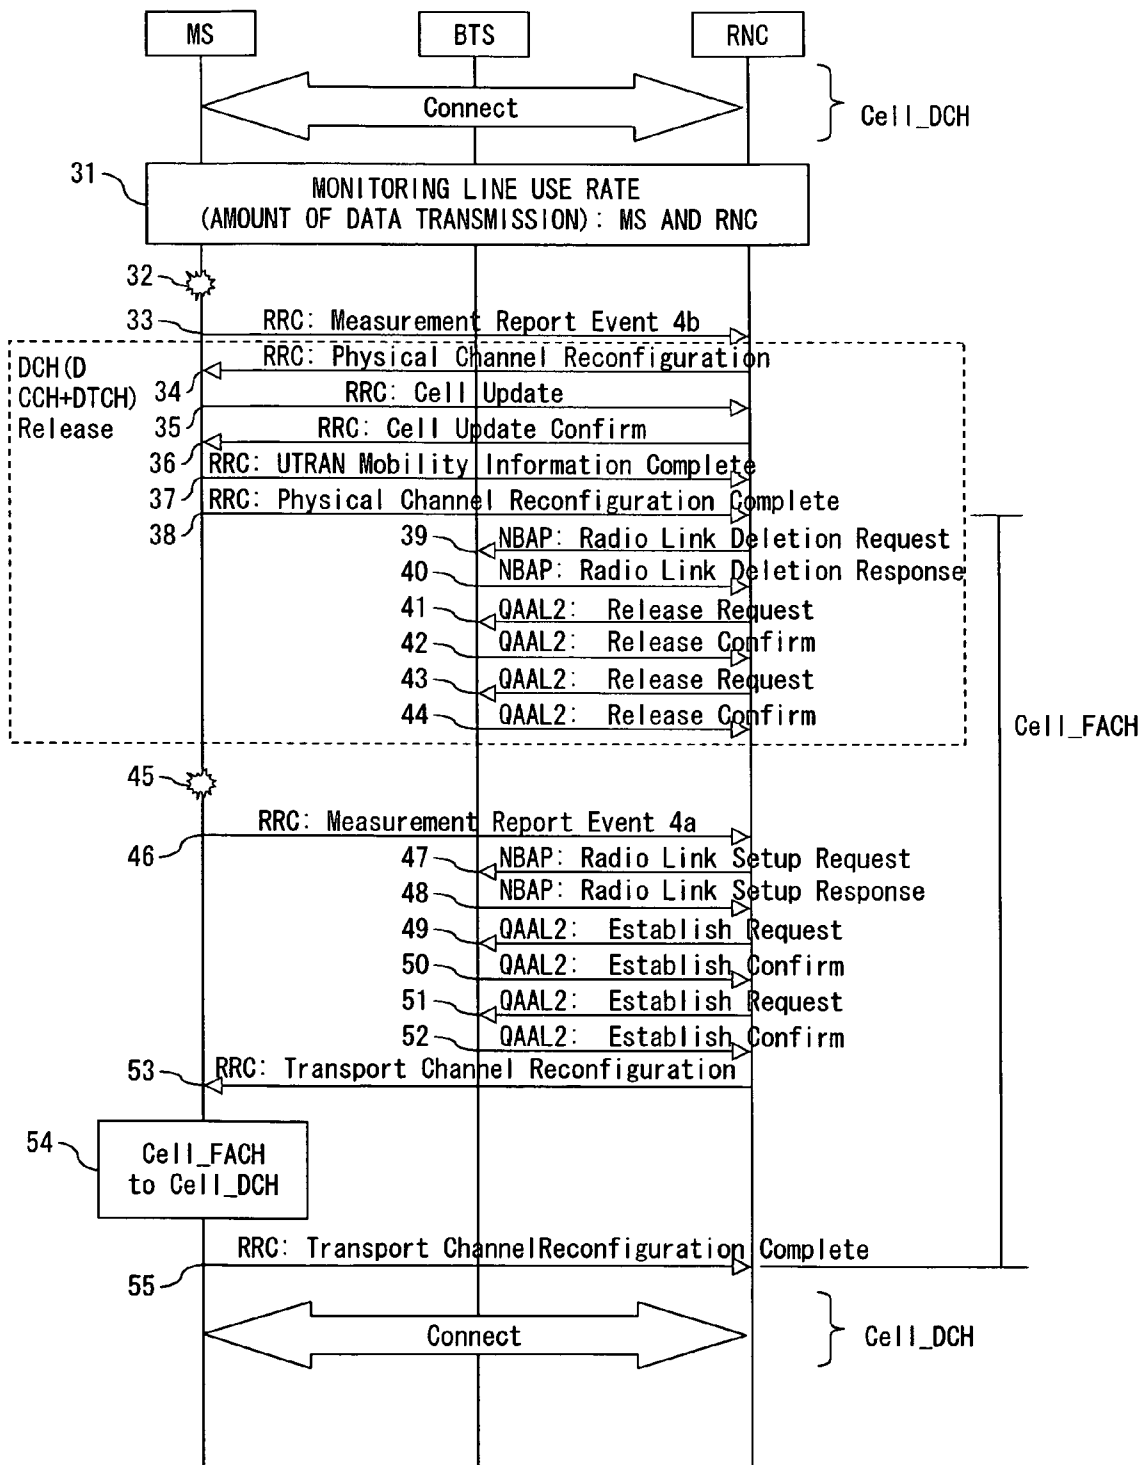 MS
BTS
RNC
Connect
Cell_DCH
31
MONITORING LINE USE RATE
(AMOUNT OF DATA TRANSMISSION): MS AND RNC
32
33
RRC: Measurement Report Event 4b
DCH(D
CCH+DTCH)
Release
RRC: Physical Channel Reconfiguration
34
RRC: Cell Update
35
RRC: Cell Update Confirm
36
RRC: UTRAN Mobility Information Complete
37
RRC: Physical Channel Reconfiguration Complete
38
39
NBAP: Radio Link Deletion Request
40
NBAP: Radio Link Deletion Response
41
QAAL2: Release Request
42
QAAL2: Release Confirm
43
QAAL2: Release Request
44
QAAL2: Release Confirm
Cell_FACH
45
RRC: Measurement Report Event 4a
46
47
NBAP: Radio Link Setup Request
48
NBAP: Radio Link Setup Response
49
QAAL2: Establish Request
50
QAAL2: Establish Confirm
51
QAAL2: Establish Request
52
QAAL2: Establish Confirm
53
RRC: Transport Channel Reconfiguration
54
Cell_FACH
to Cell_DCH
RRC: Transport ChannelReconfiguration Complete
55
Connect
Cell_DCH